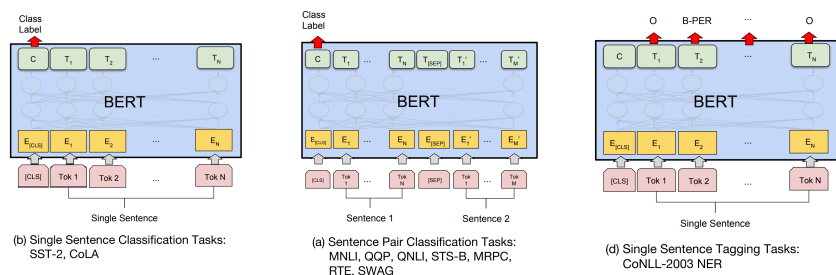 Class
Label
C T1 T2 ... TN
BERT
E[CLS] E1 E2 ... EN
[CLS] Tok 1 Tok 2 ... Tok N
Single Sentence
(b) Single Sentence Classification Tasks:
SST-2, CoLA
Class
Label
C T1 ... TN T[SEP] T1' ... TM'
BERT
E[CLS] E1 ... EN E[SEP] E1' ... EM'
[CLS] Tok 1 ... Tok N [SEP] Tok 1 ... Tok M
Sentence 1 Sentence 2
(a) Sentence Pair Classification Tasks:
MNLI, QQP, QNLI, STS-B, MRPC,
RTE, SWAG
O B-PER ... O
C T1 T2 ... TN
BERT
E[CLS] E1 E2 ... EN
[CLS] Tok 1 Tok 2 ... Tok N
Single Sentence
(d) Single Sentence Tagging Tasks:
CoNLL-2003 NER